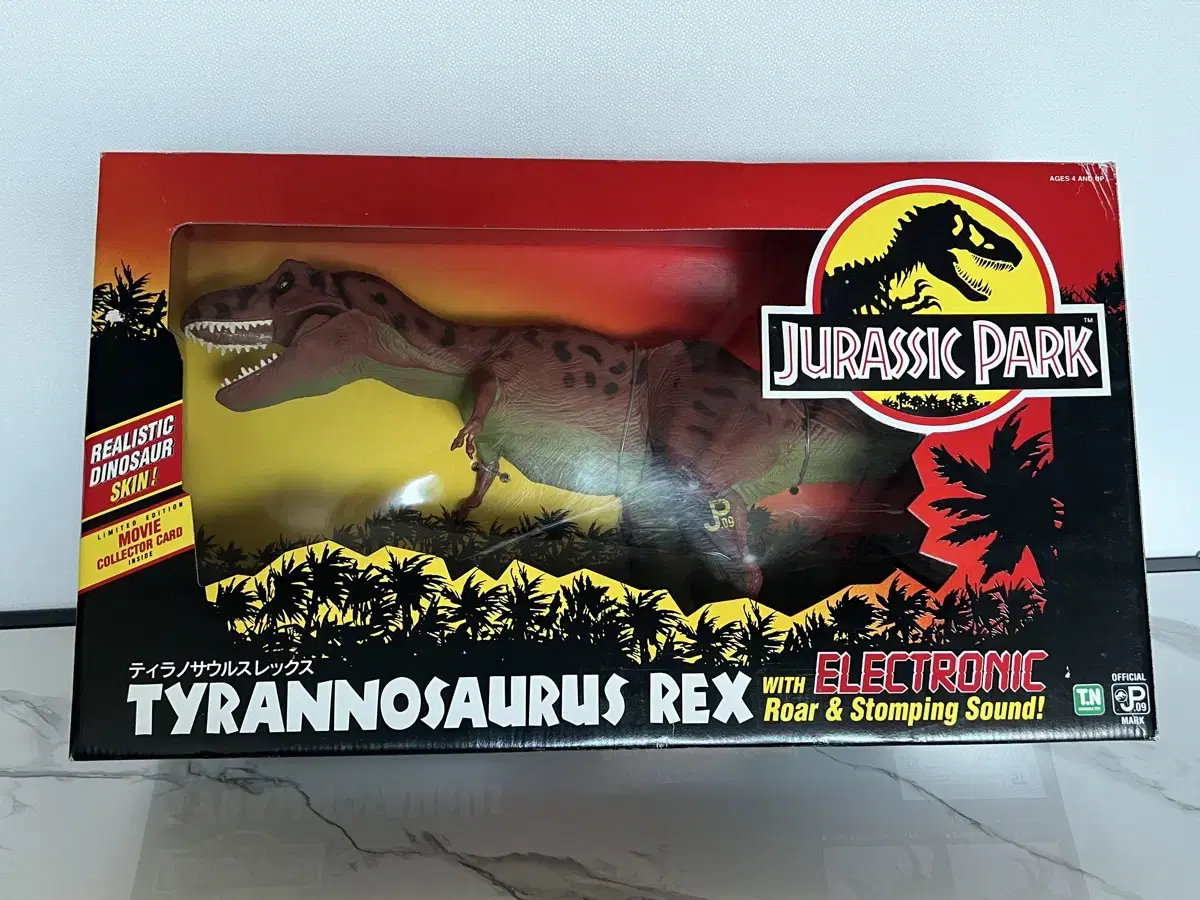 AGES 4 AND UP
JURASSIC PARK™
REALISTIC
DINOSAUR
SKIN!
LIMITED EDITION
MOVIE
COLLECTOR CARD
INSIDE
JP
.09
ティラノサウルスレックス
TYRANNOSAURUS REX
WITH ELECTRONIC
Roar & Stomping Sound!
T.N
OFFICIAL
JP
.09
MARK